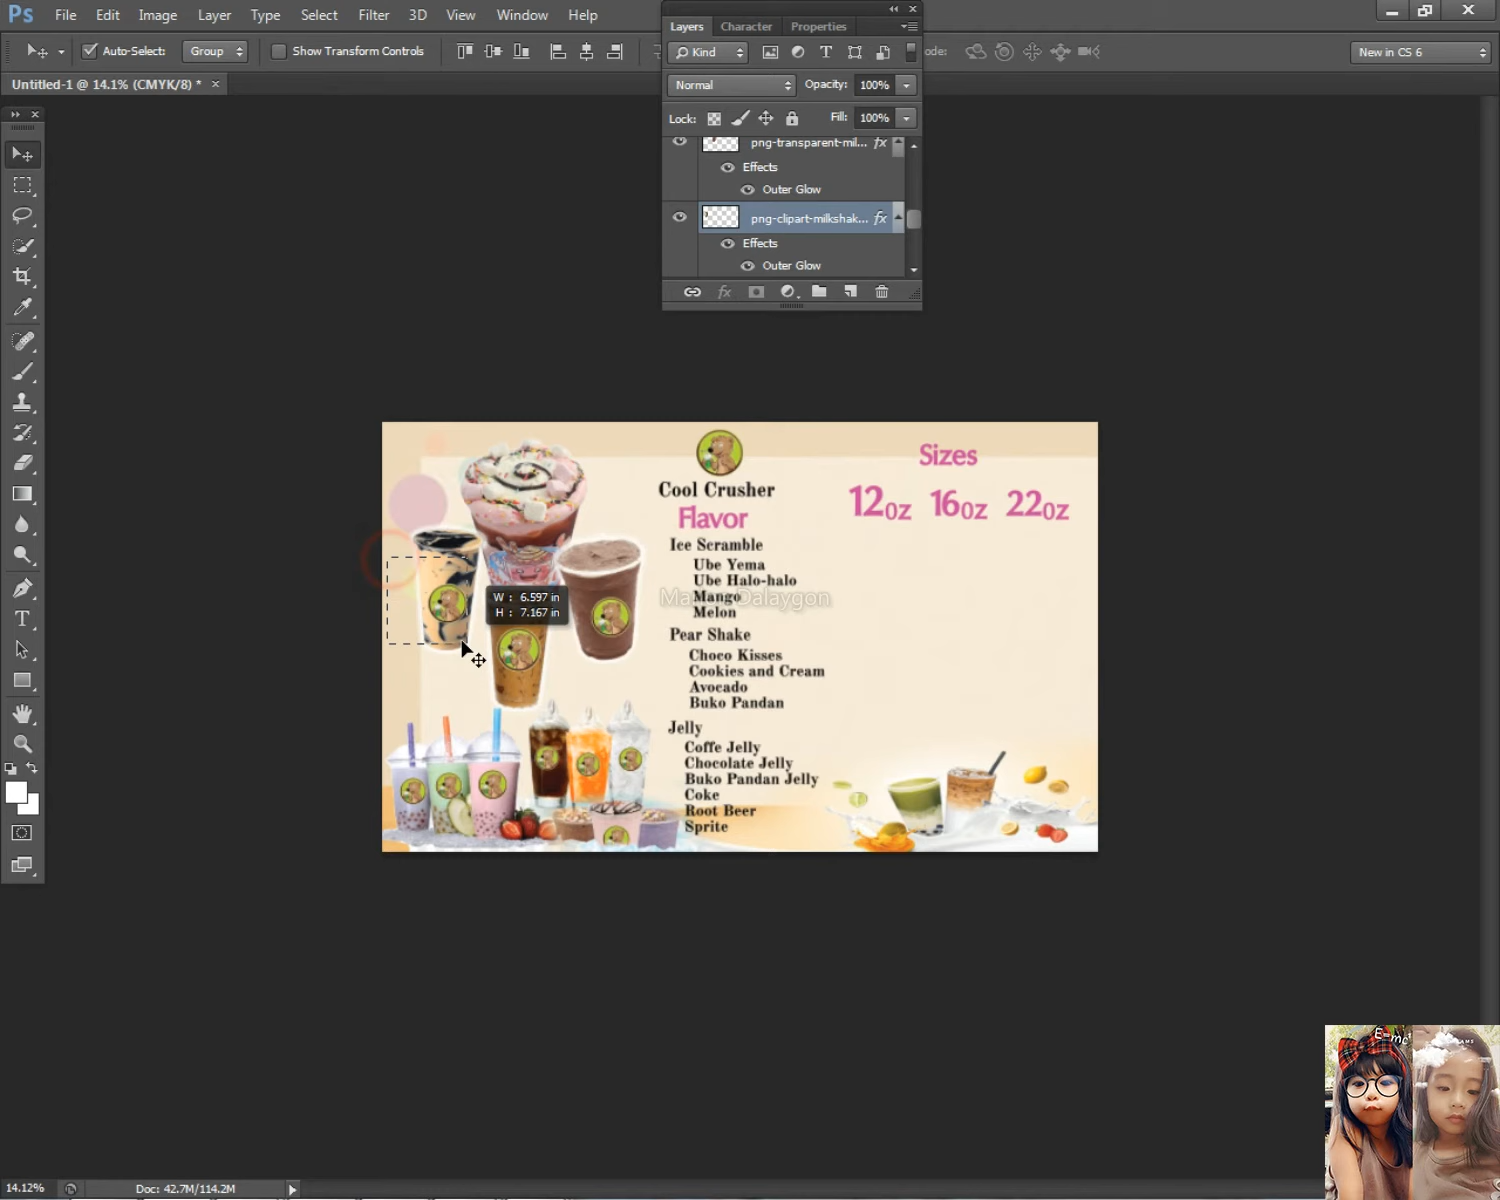 Ps File Edit Image Layer Type Select Filter 3D View Window Help
Auto-Select: Group Show Transform Controls
New in CS 6
Untitled-1 @ 14.1% (CMYK/8) * ×
Layers Character Properties
Kind
Normal Opacity: 100%
Lock: Fill: 100%
png-transparent-mil... fx
Effects
Outer Glow
png-clipart-milkshak... fx
Effects
Outer Glow
fx
Cool Crusher
Flavor
Ice Scramble
Ube Yema
Ube Halo-halo
Mango
Melon
Pear Shake
Choco Kisses
Cookies and Cream
Avocado
Buko Pandan
Jelly
Coffe Jelly
Chocolate Jelly
Buko Pandan Jelly
Coke
Root Beer
Sprite
Sizes
12oz 16oz 22oz
Dalaygon
W : 6.597 in
H : 7.167 in
T
14.12% Doc: 42.7M/114.2M